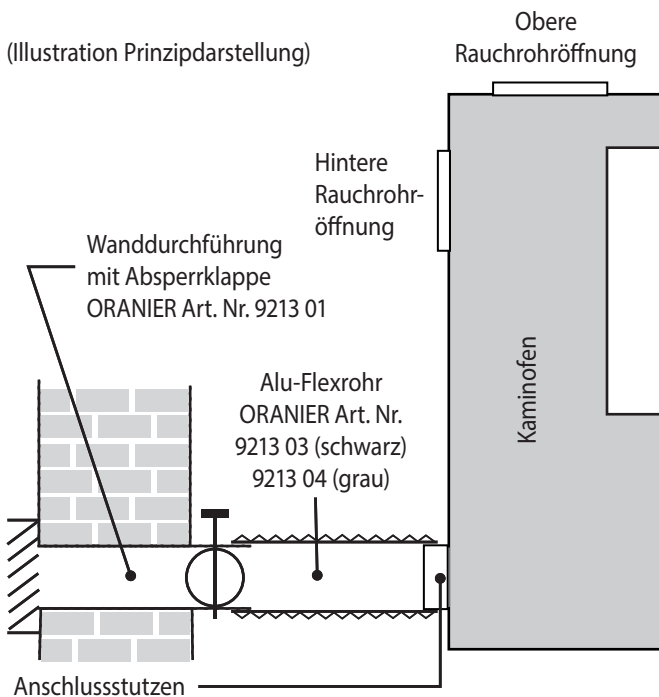 (Illustration Prinzipdarstellung)
Obere
Rauchrohröffnung
Hintere
Rauchrohr-
öffnung
Wanddurchführung
mit Absperrklappe
ORANIER Art. Nr. 9213 01
Alu-Flexrohr
ORANIER Art. Nr.
9213 03 (schwarz)
9213 04 (grau)
Kaminofen
Anschlussstutzen